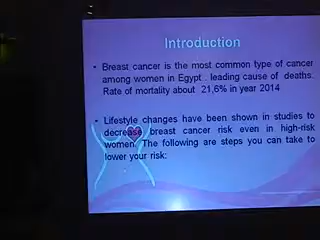 Introduction
• Breast cancer is the most common type of cancer
among women in Egypt . leading cause of deaths.
Rate of mortality about 21,6% in year 2014
• Lifestyle changes have been shown in studies to
decrease breast cancer risk even in high-risk
women. The following are steps you can take to
lower your risk: